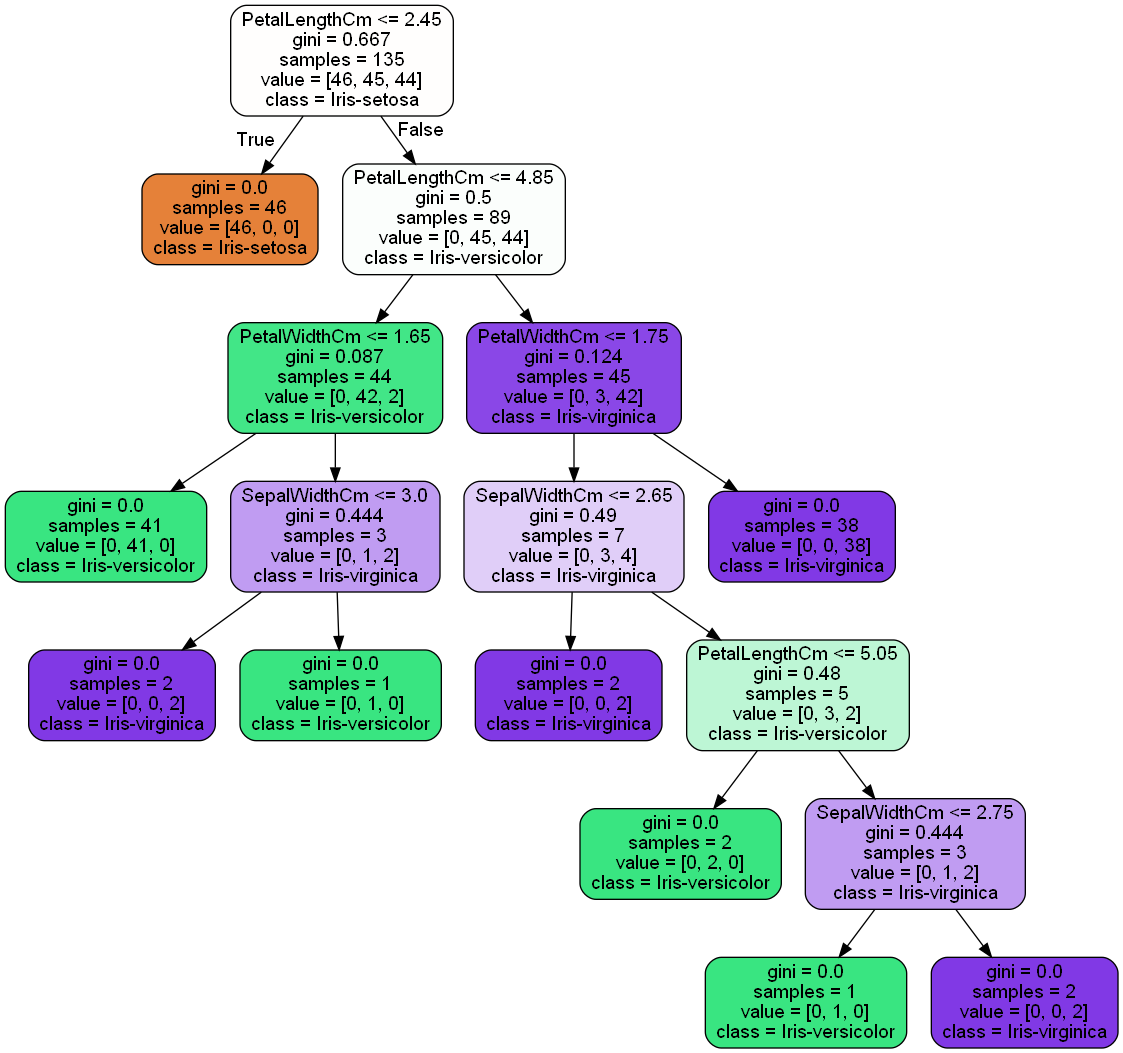 PetalLengthCm <= 2.45
gini = 0.667
samples = 135
value = [46, 45, 44]
class = Iris-setosa
True
False
gini = 0.0
samples = 46
value = [46, 0, 0]
class = Iris-setosa
PetalLengthCm <= 4.85
gini = 0.5
samples = 89
value = [0, 45, 44]
class = Iris-versicolor
PetalWidthCm <= 1.65
gini = 0.087
samples = 44
value = [0, 42, 2]
class = Iris-versicolor
PetalWidthCm <= 1.75
gini = 0.124
samples = 45
value = [0, 3, 42]
class = Iris-virginica
gini = 0.0
samples = 41
value = [0, 41, 0]
class = Iris-versicolor
SepalWidthCm <= 3.0
gini = 0.444
samples = 3
value = [0, 1, 2]
class = Iris-virginica
SepalWidthCm <= 2.65
gini = 0.49
samples = 7
value = [0, 3, 4]
class = Iris-virginica
gini = 0.0
samples = 38
value = [0, 0, 38]
class = Iris-virginica
gini = 0.0
samples = 2
value = [0, 0, 2]
class = Iris-virginica
gini = 0.0
samples = 1
value = [0, 1, 0]
class = Iris-versicolor
gini = 0.0
samples = 2
value = [0, 0, 2]
class = Iris-virginica
PetalLengthCm <= 5.05
gini = 0.48
samples = 5
value = [0, 3, 2]
class = Iris-versicolor
gini = 0.0
samples = 2
value = [0, 2, 0]
class = Iris-versicolor
SepalWidthCm <= 2.75
gini = 0.444
samples = 3
value = [0, 1, 2]
class = Iris-virginica
gini = 0.0
samples = 1
value = [0, 1, 0]
class = Iris-versicolor
gini = 0.0
samples = 2
value = [0, 0, 2]
class = Iris-virginica